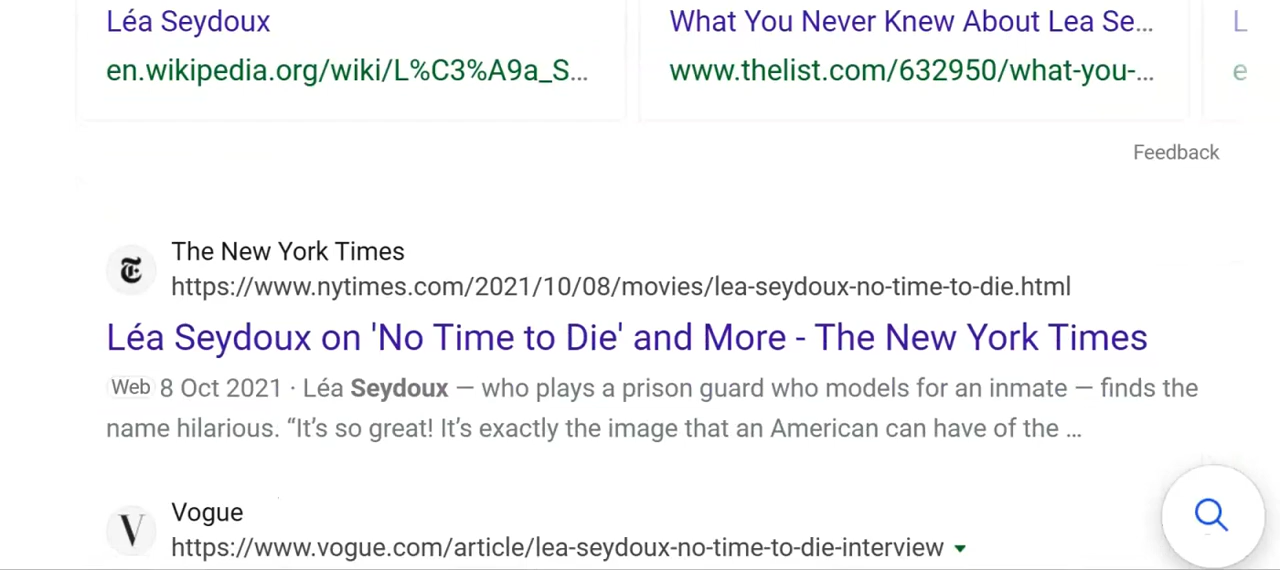 Léa Seydoux
What You Never Knew About Lea Se...
L
en.wikipedia.org/wiki/L%C3%A9a_S...
www.thelist.com/632950/what-you-...
e
Feedback
The New York Times
https://www.nytimes.com/2021/10/08/movies/lea-seydoux-no-time-to-die.html
Léa Seydoux on 'No Time to Die' and More - The New York Times
Web 8 Oct 2021 · Léa Seydoux — who plays a prison guard who models for an inmate — finds the
name hilarious. “It’s so great! It’s exactly the image that an American can have of the ...
V Vogue
https://www.vogue.com/article/lea-seydoux-no-time-to-die-interview